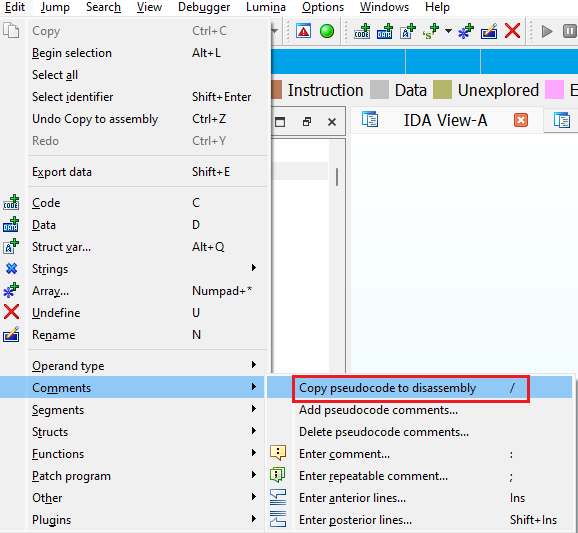 Edit Jump Search View Debugger Lumina Options Windows Help
Copy Ctrl+C
Begin selection Alt+L
Select all
Select identifier Shift+Enter
Undo Copy to assembly Ctrl+Z
Redo Ctrl+Y
Export data Shift+E
Code C
Data D
Struct var... Alt+Q
Strings
Array... Numpad+*
Undefine U
Rename N
Operand type
Comments
Segments
Structs
Functions
Patch program
Other
Plugins
Instruction Data Unexplored E
IDA View-A
Copy pseudocode to disassembly /
Add pseudocode comments...
Delete pseudocode comments...
Enter comment... :
Enter repeatable comment... ;
Enter anterior lines... Ins
Enter posterior lines... Shift+Ins